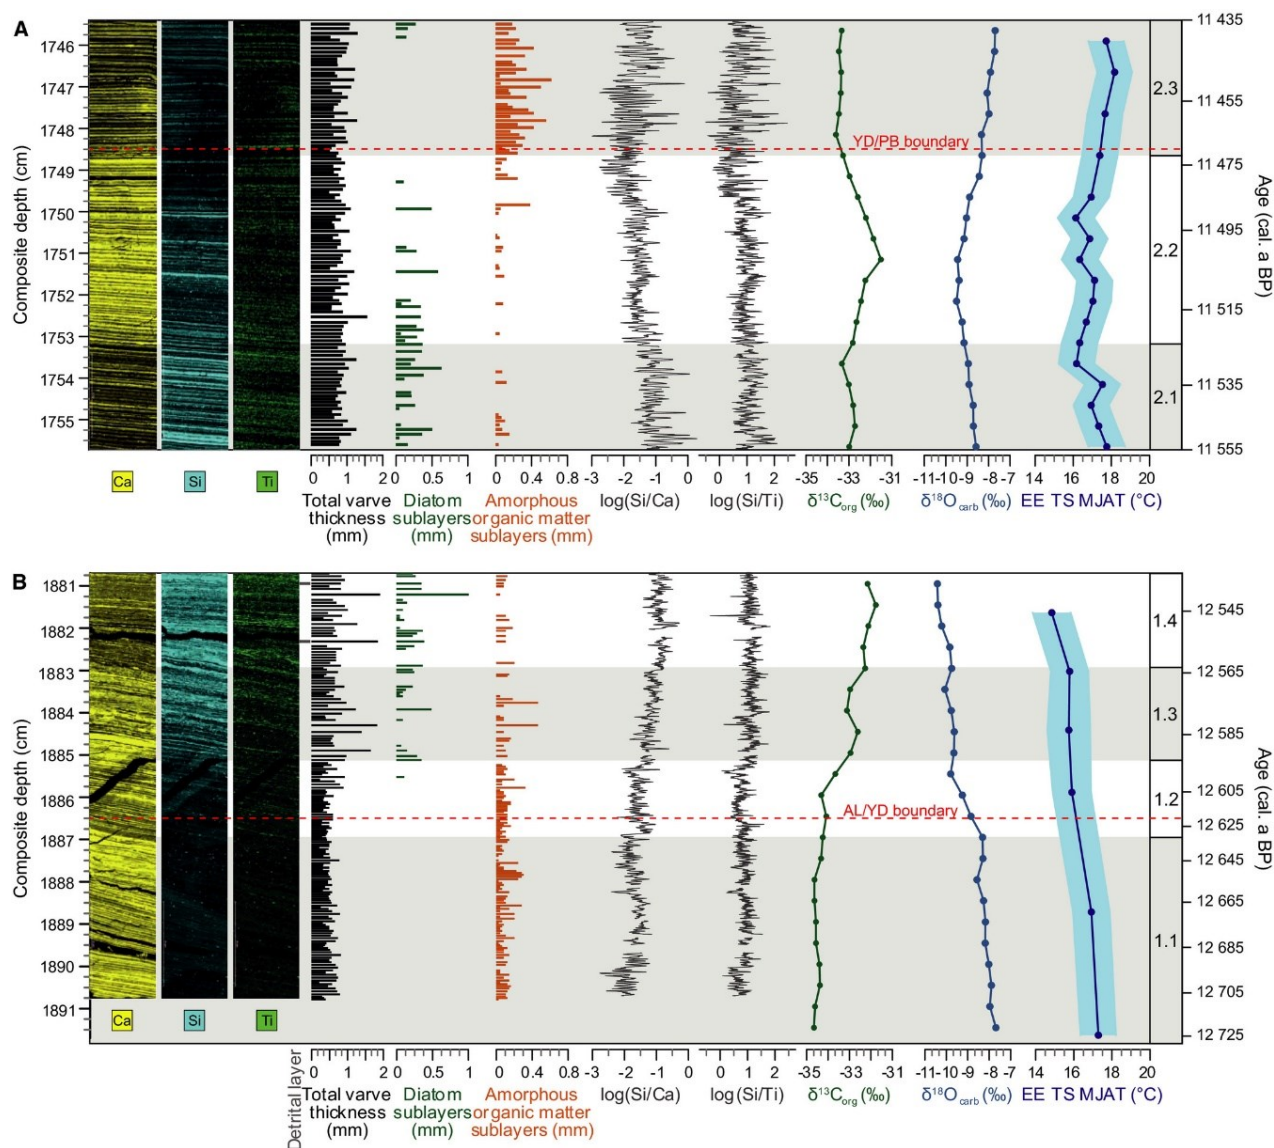 A
11 435
1746
1747
11 455
2.3
1748
YD/PB boundary
1749
11 475
1750
11 495
1751
2.2
1752
11 515
1753
1754
11 535
2.1
1755
11 555
Composite depth (cm)
Age (cal. a BP)
Ca
Si
Ti
0 1 2
0 0.5 1
0 0.4 0.8
-3 -2 -1 0
0 1 2
-35 -33 -31
-11 -10 -9 -8 -7
14 16 18 20
Total varve thickness (mm)
Diatom sublayers (mm)
Amorphous organic matter sublayers (mm)
log(Si/Ca)
log(Si/Ti)
δ¹³Corg (‰)
δ¹⁸Ocarb (‰)
EE TS MJAT (°C)
B
1881
12 545
1882
1.4
1883
12 565
1884
1.3
12 585
1885
1.2
12 605
1886
AL/YD boundary
12 625
1887
12 645
1888
12 665
1889
1.1
12 685
1890
12 705
1891
12 725
Composite depth (cm)
Age (cal. a BP)
Ca
Si
Ti
Detrital layer
0 1 2
0 0.5 1
0 0.4 0.8
-3 -2 -1 0
0 1 2
-35 -33 -31
-11 -10 -9 -8 -7
14 16 18 20
Total varve thickness (mm)
Diatom sublayers (mm)
Amorphous organic matter sublayers (mm)
log(Si/Ca)
log(Si/Ti)
δ¹³Corg (‰)
δ¹⁸Ocarb (‰)
EE TS MJAT (°C)